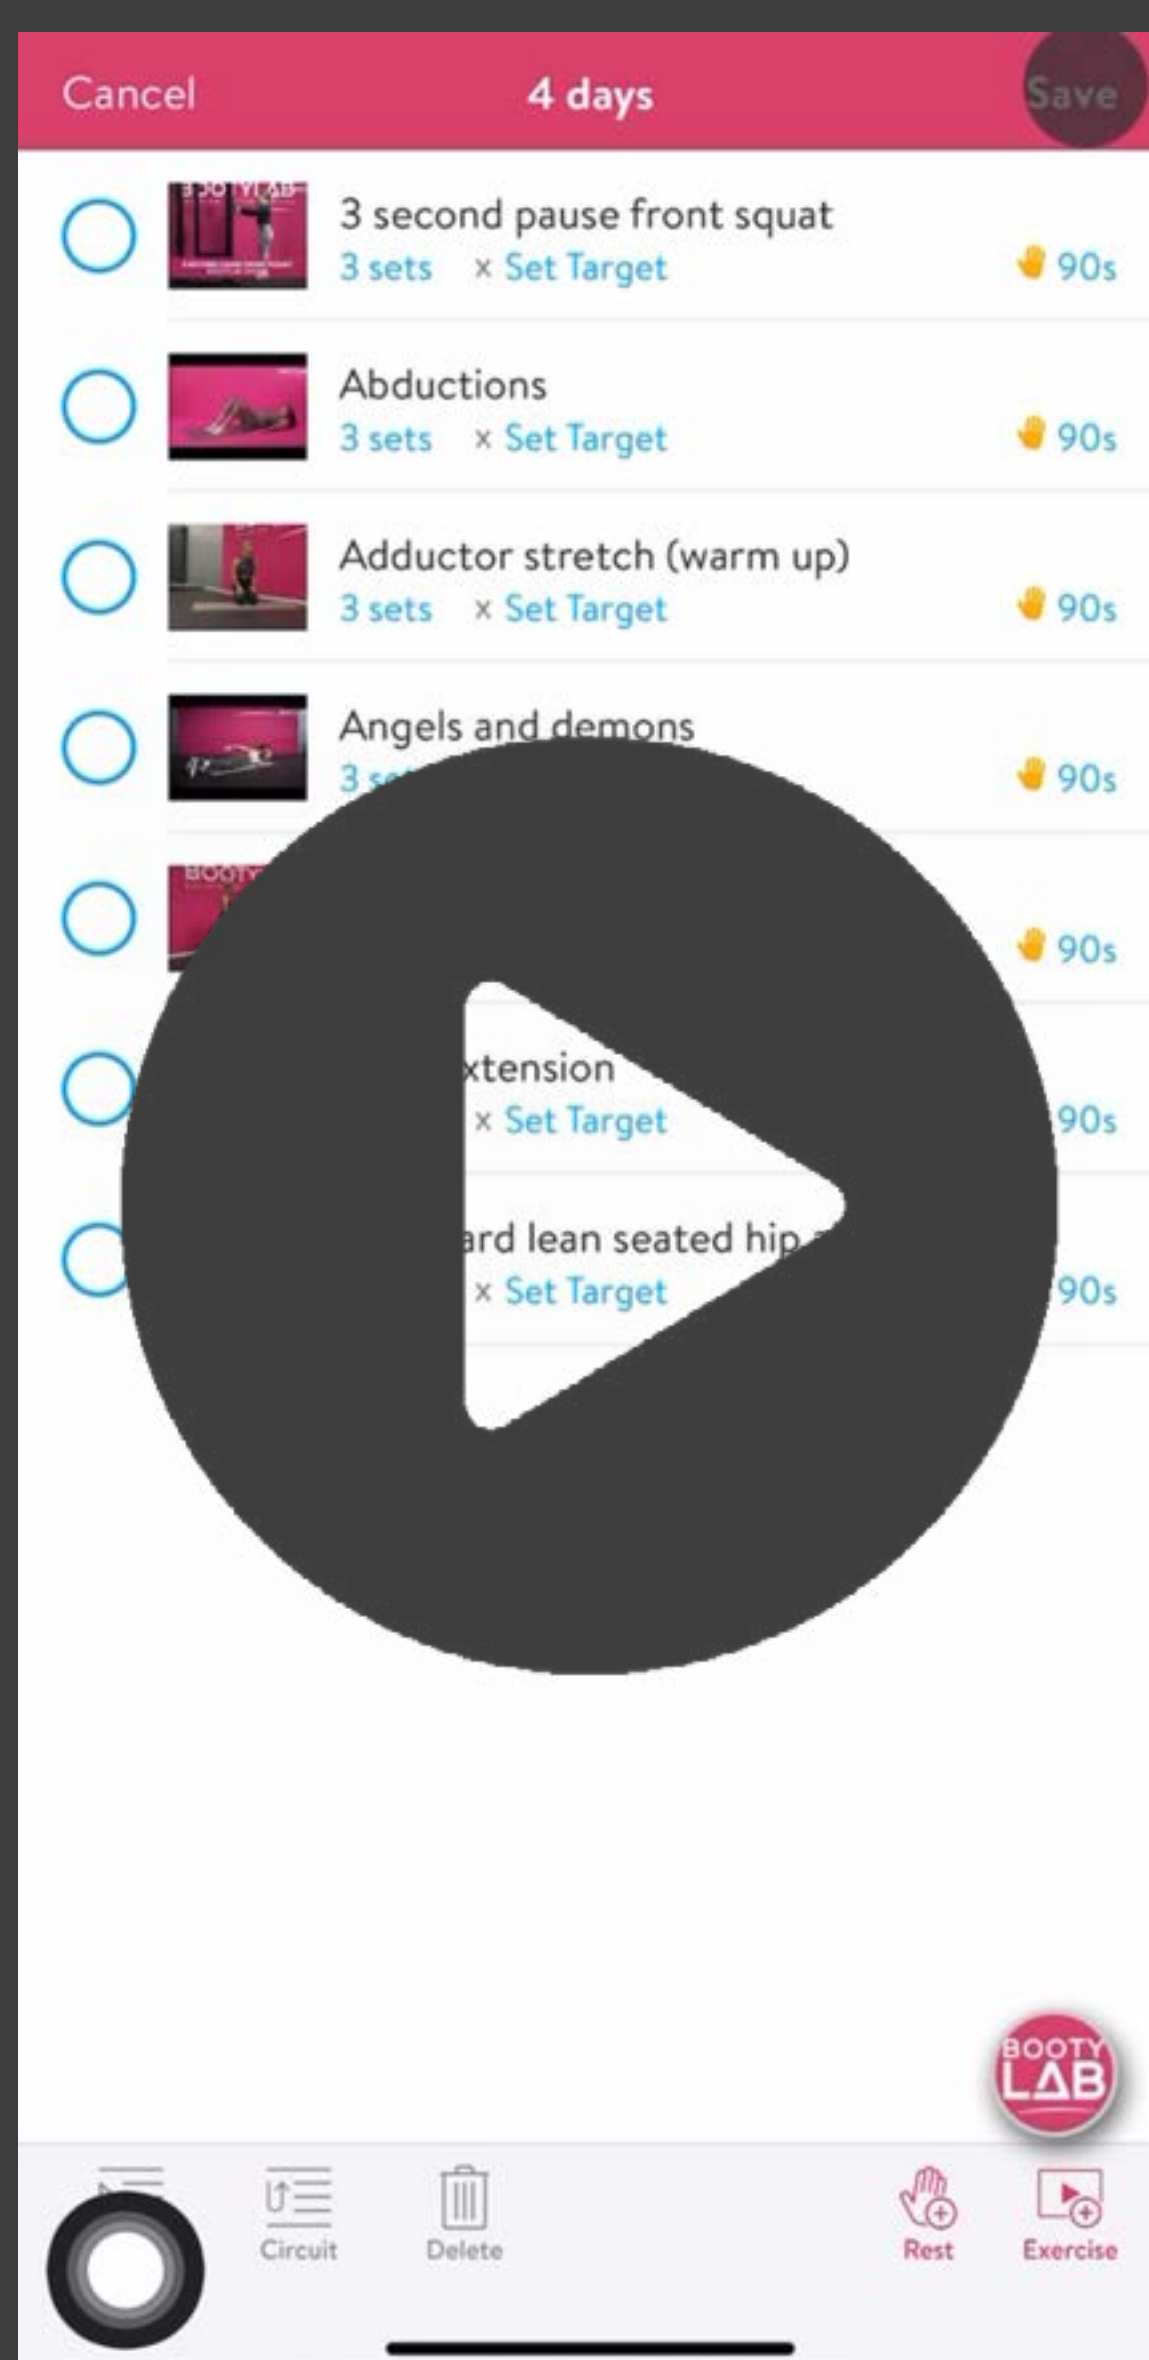 Cancel 4 days Save
3 second pause front squat
3 sets x Set Target 90s
Abductions
3 sets x Set Target 90s
Adductor stretch (warm up)
3 sets x Set Target 90s
Angels and demons
3 90s
BOOTY
90s
xtension
x Set Target 90s
ard lean seated hip
x Set Target 90s
BOOTY
LAB
Circuit Delete Rest Exercise